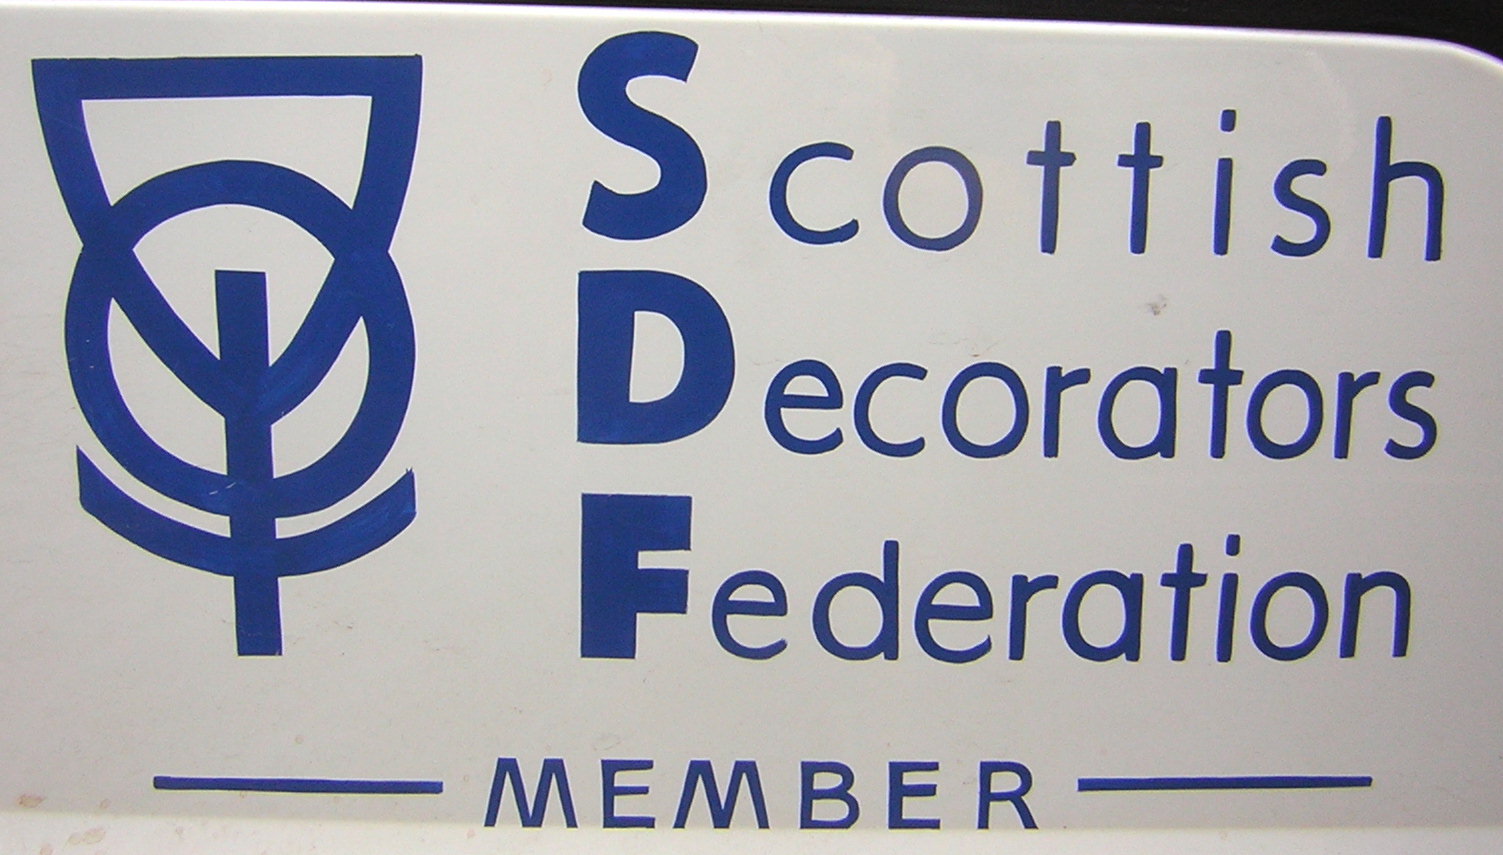 Scottish
Decorators
Federation
MEMBER